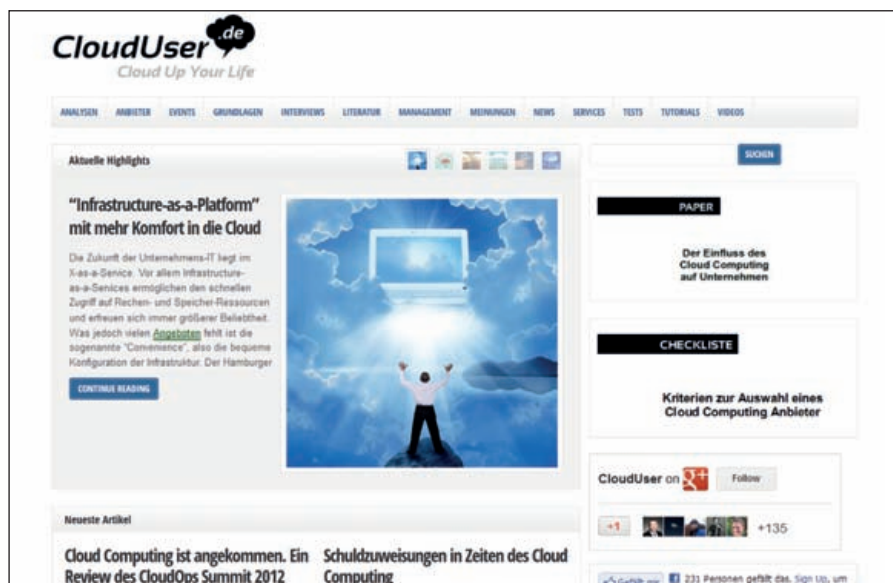 CloudUser.de
Cloud Up Your Life
ANALYSEN ANBIETER EVENTS GRUNDLAGEN INTERVIEWS LITERATUR MANAGEMENT MEINUNGEN NEWS SERVICES TESTS TUTORIALS VIDEOS
Aktuelle Highlights
“Infrastructure-as-a-Platform”
mit mehr Komfort in die Cloud
Die Zukunft der Unternehmens-IT liegt im
X-as-a-Service. Vor allem Infrastructure-
as-a-Services ermöglichen den schnellen
Zugriff auf Rechen- und Speicher-Ressourcen
und erfreuen sich immer größerer Beliebtheit.
Was jedoch vielen Angeboten fehlt ist die
sogenannte "Convenience", also die bequeme
Konfiguration der Infrastruktur. Der Hamburger
CONTINUE READING
SUCHEN
PAPER
Der Einfluss des
Cloud Computing
auf Unternehmen
CHECKLISTE
Kriterien zur Auswahl eines
Cloud Computing Anbieter
CloudUser on g+ Follow
+1 +135
Neueste Artikel
Cloud Computing ist angekommen. Ein
Review des CloudOps Summit 2012
Schuldzuweisungen in Zeiten des Cloud
Computing
Gefällt mir 231 Personen gefällt das. Sign Up, um